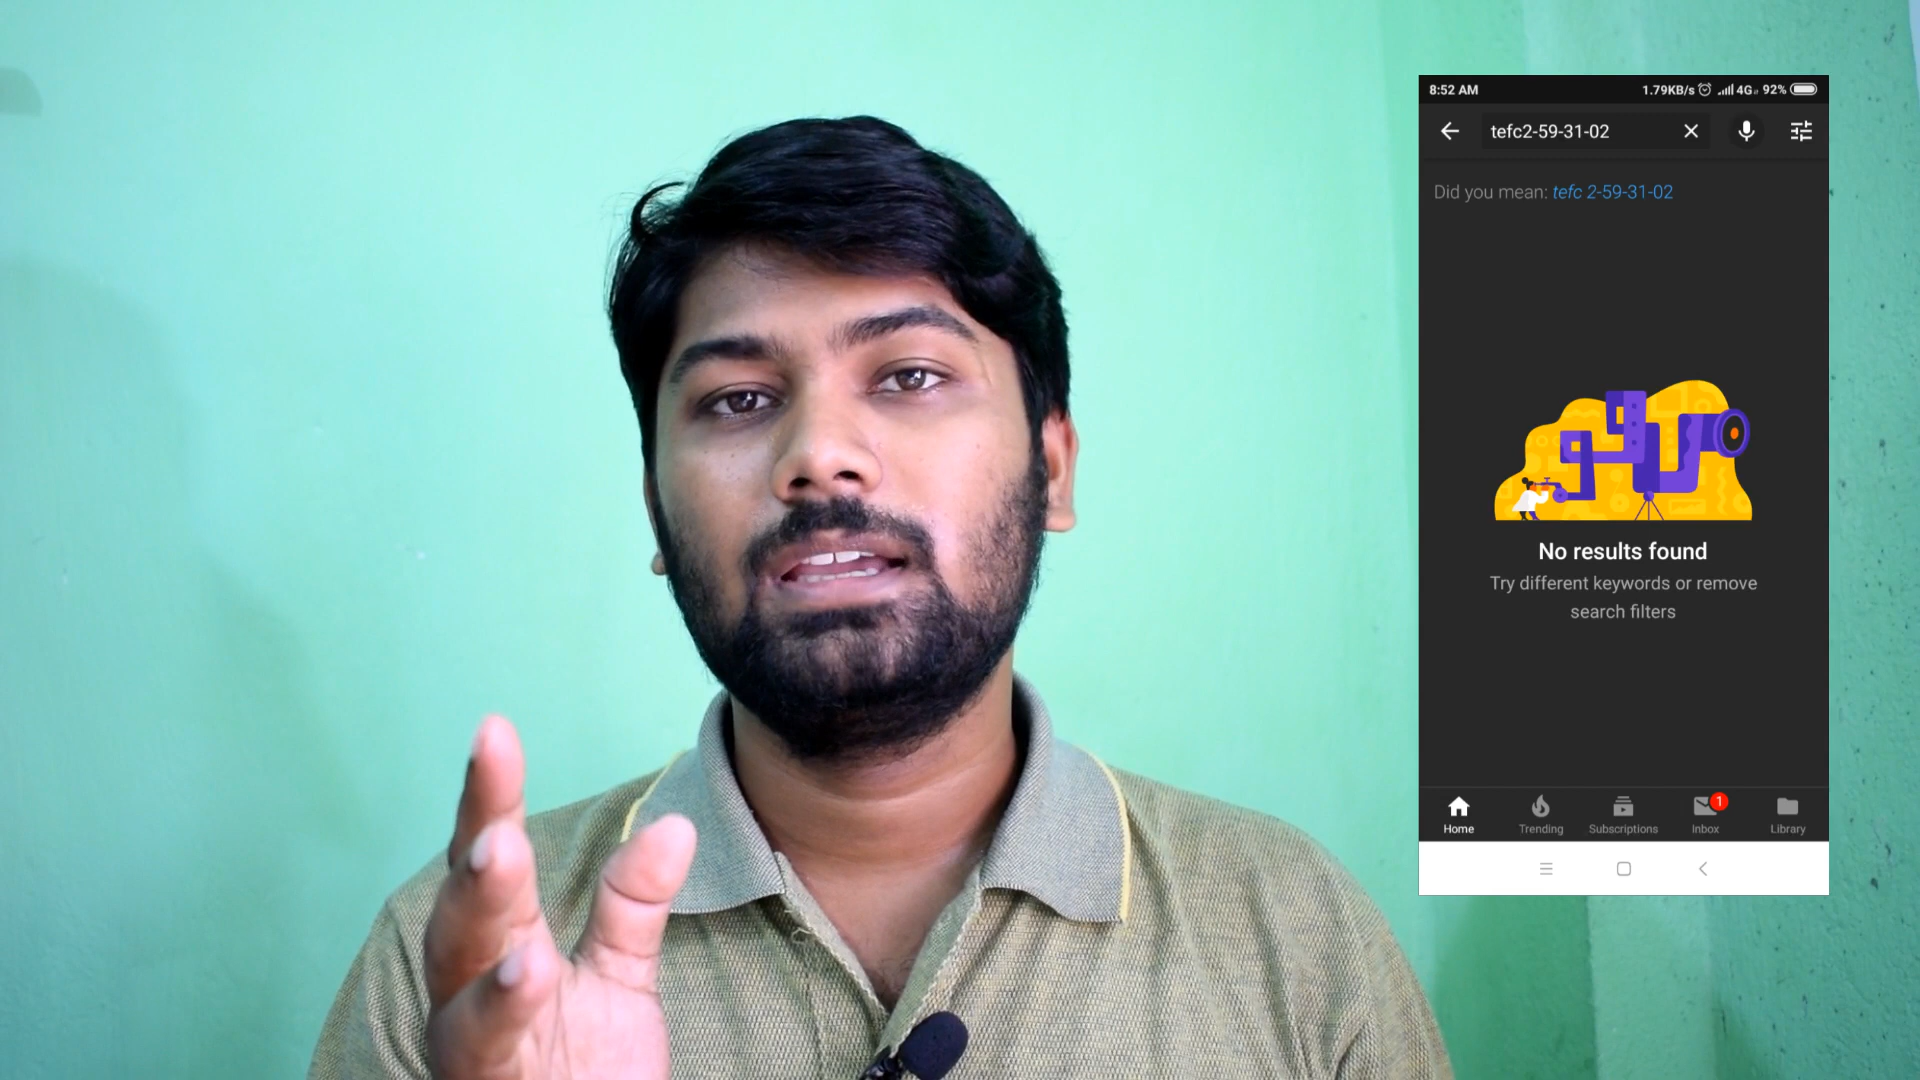 8:52 AM 1.79KB/s 4G 92%
tefc2-59-31-02
Did you mean: tefc 2-59-31-02
No results found
Try different keywords or remove
search filters
1
Home Trending Subscriptions Inbox Library